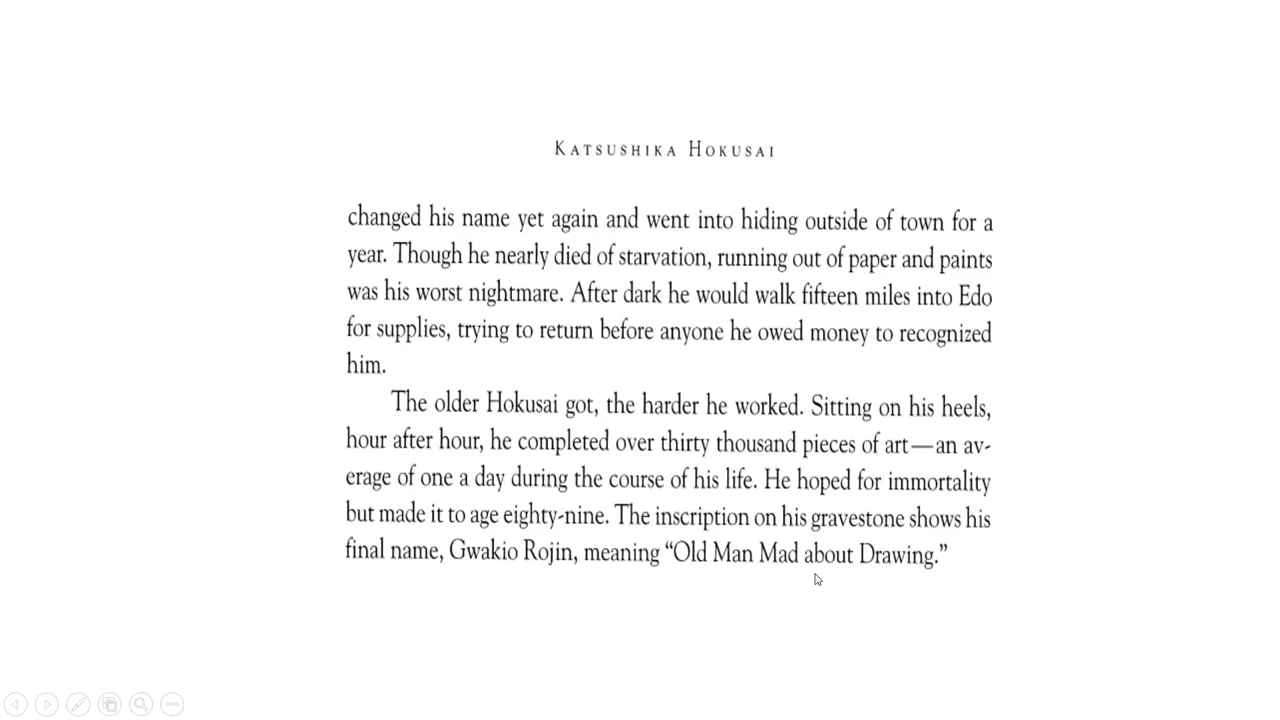 KATSUSHIKA HOKUSAI
changed his name yet again and went into hiding outside of town for a
year. Though he nearly died of starvation, running out of paper and paints
was his worst nightmare. After dark he would walk fifteen miles into Edo
for supplies, trying to return before anyone he owed money to recognized
him.
The older Hokusai got, the harder he worked. Sitting on his heels,
hour after hour, he completed over thirty thousand pieces of art—an av-
erage of one a day during the course of his life. He hoped for immortality
but made it to age eighty-nine. The inscription on his gravestone shows his
final name, Gwakio Rojin, meaning “Old Man Mad about Drawing.”